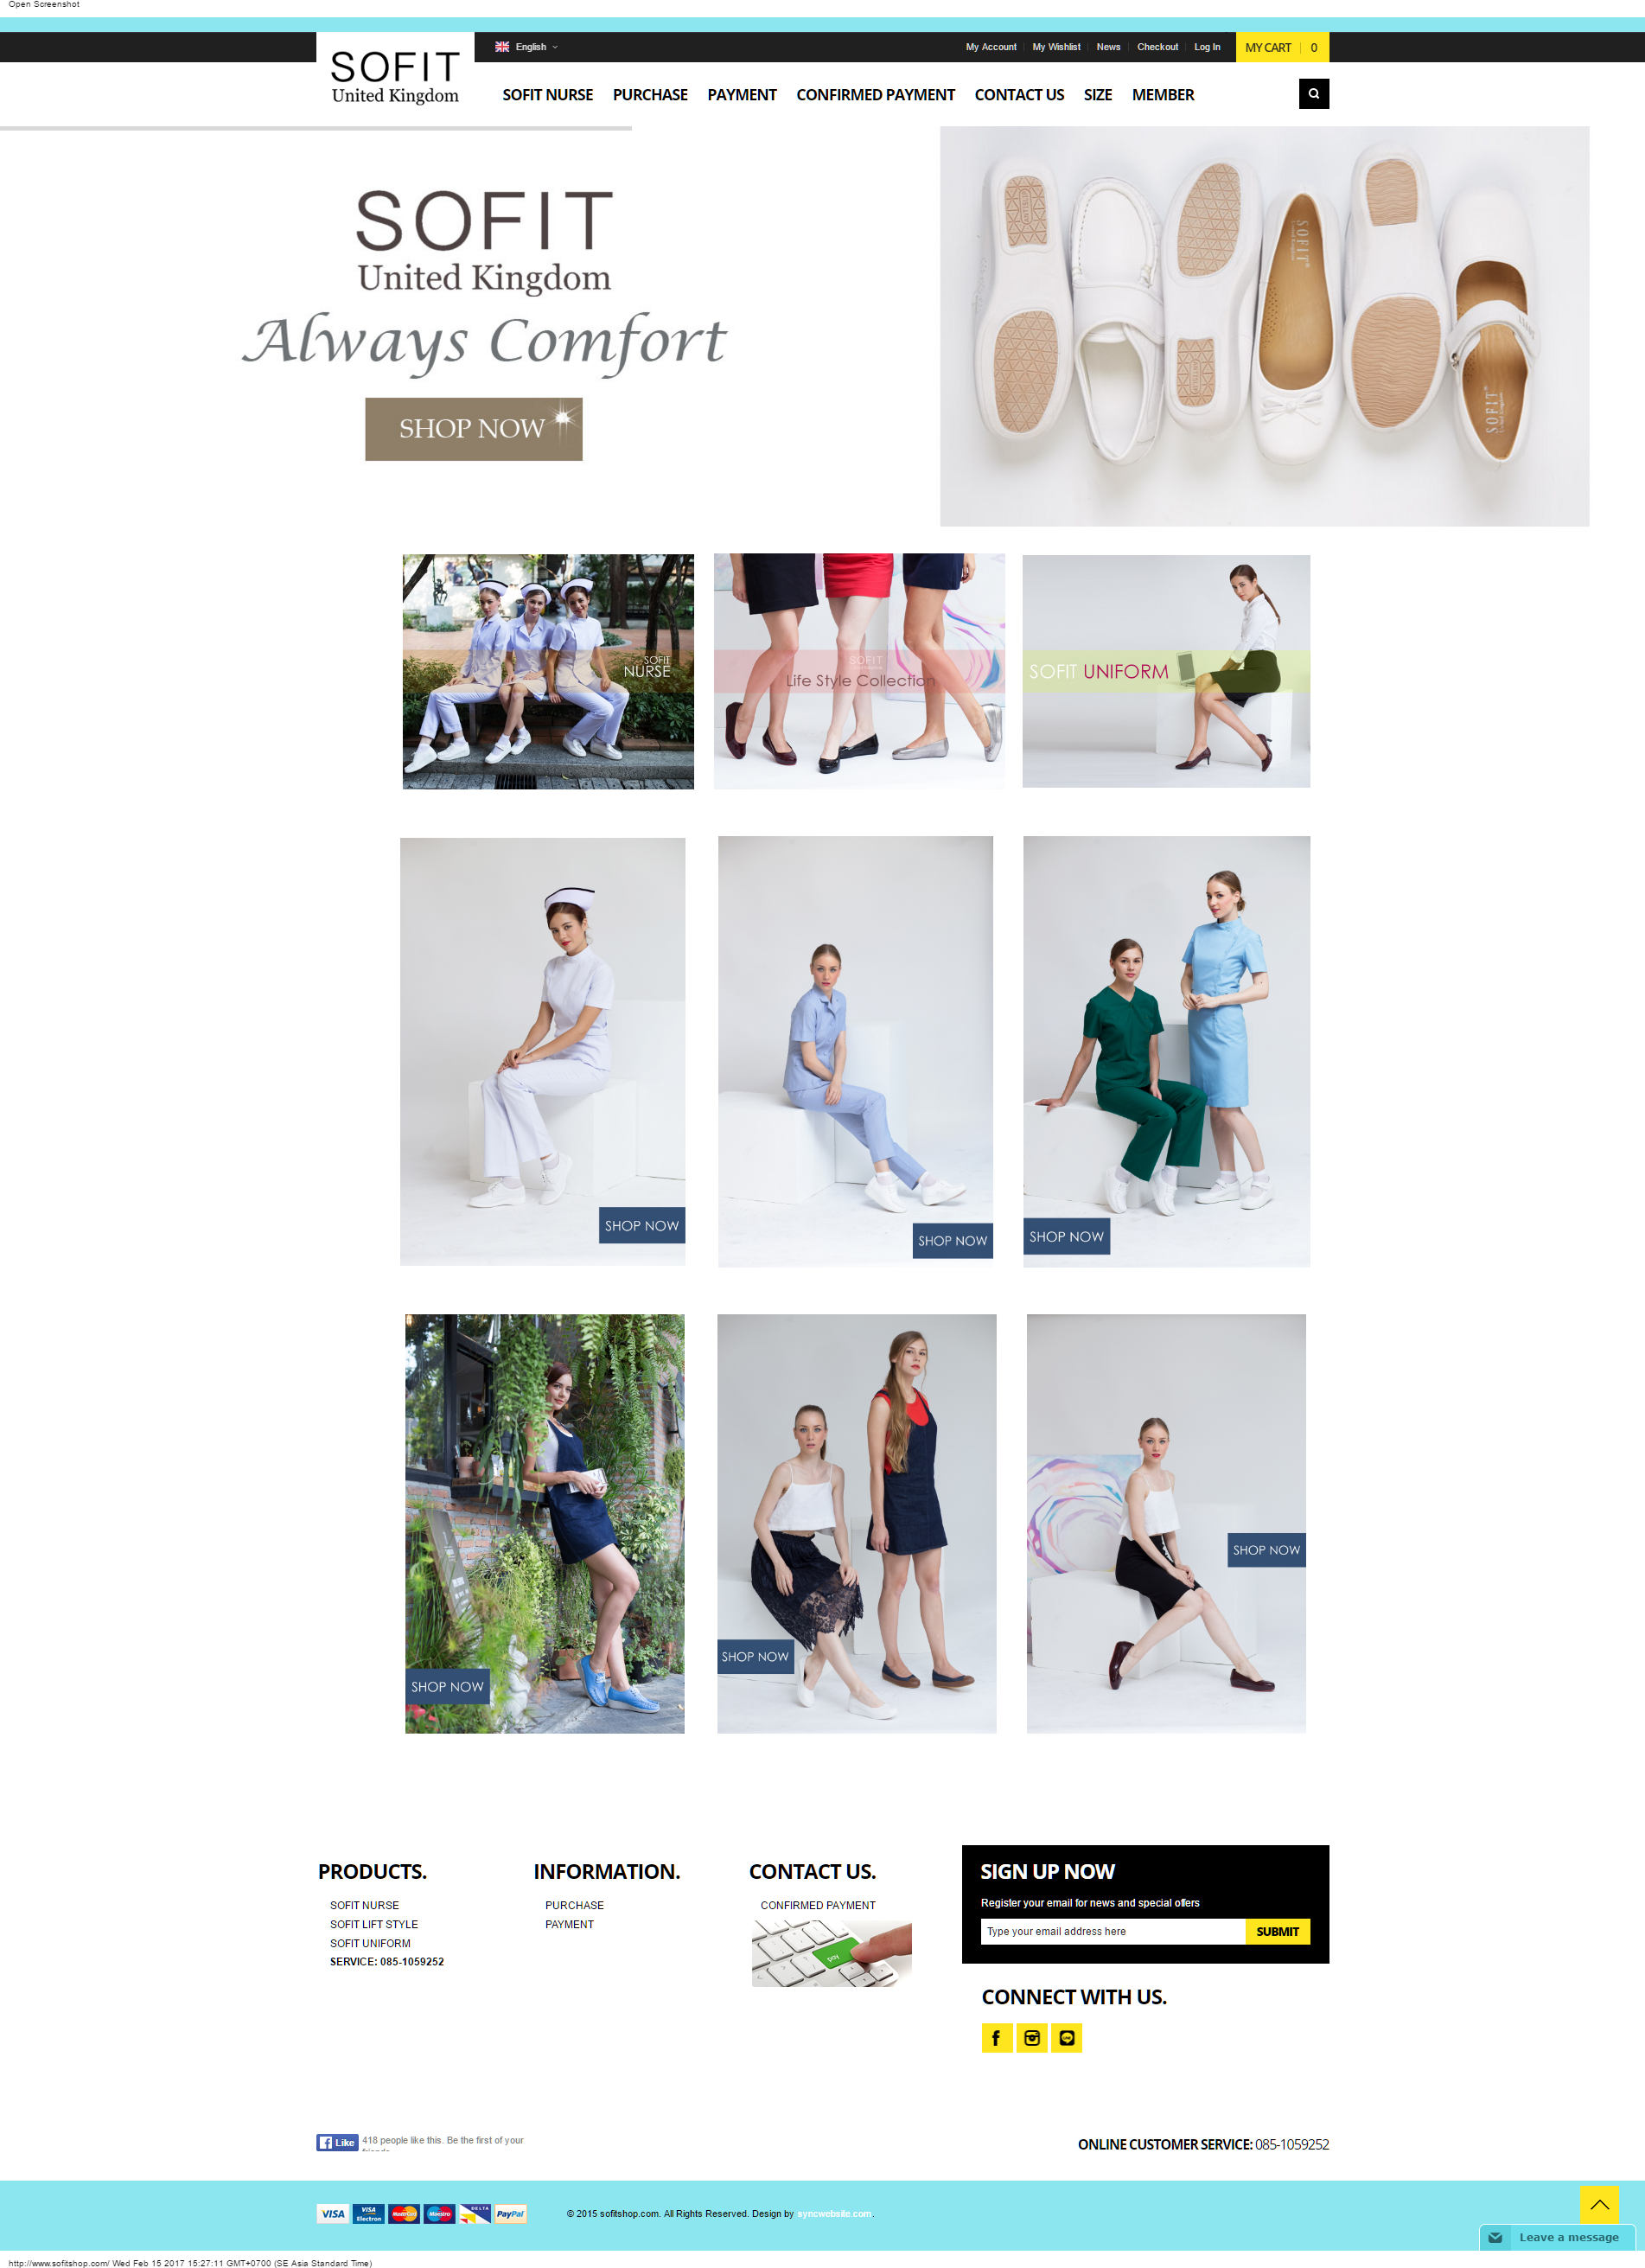 Open Screenshot
English
My Account
My Wishlist
News
Checkout
Log In
MY CART 0
SOFIT
United Kingdom
SOFIT NURSE
PURCHASE
PAYMENT
CONFIRMED PAYMENT
CONTACT US
SIZE
MEMBER
SOFIT
United Kingdom
Always Comfort
SHOP NOW
SOFIT
SOFIT
SOFIT
NURSE
SOFIT
Life Style Collection
SOFIT UNIFORM
SHOP NOW
SHOP NOW
SHOP NOW
SHOP NOW
SHOP NOW
SHOP NOW
PRODUCTS.
SOFIT NURSE
SOFIT LIFT STYLE
SOFIT UNIFORM
SERVICE: 085-1059252
INFORMATION.
PURCHASE
PAYMENT
CONTACT US.
CONFIRMED PAYMENT
pay
SIGN UP NOW
Register your email for news and special offers
Type your email address here
SUBMIT
CONNECT WITH US.
Like
418 people like this. Be the first of your
ONLINE CUSTOMER SERVICE: 085-1059252
VISA
VISA
Electron
MasterCard
Maestro
DELTA
PayPal
© 2015 sofitshop.com. All Rights Reserved. Design by syncwebsite.com.
Leave a message
http://www.sofitshop.com/ Wed Feb 15 2017 15:27:11 GMT+0700 (SE Asia Standard Time)